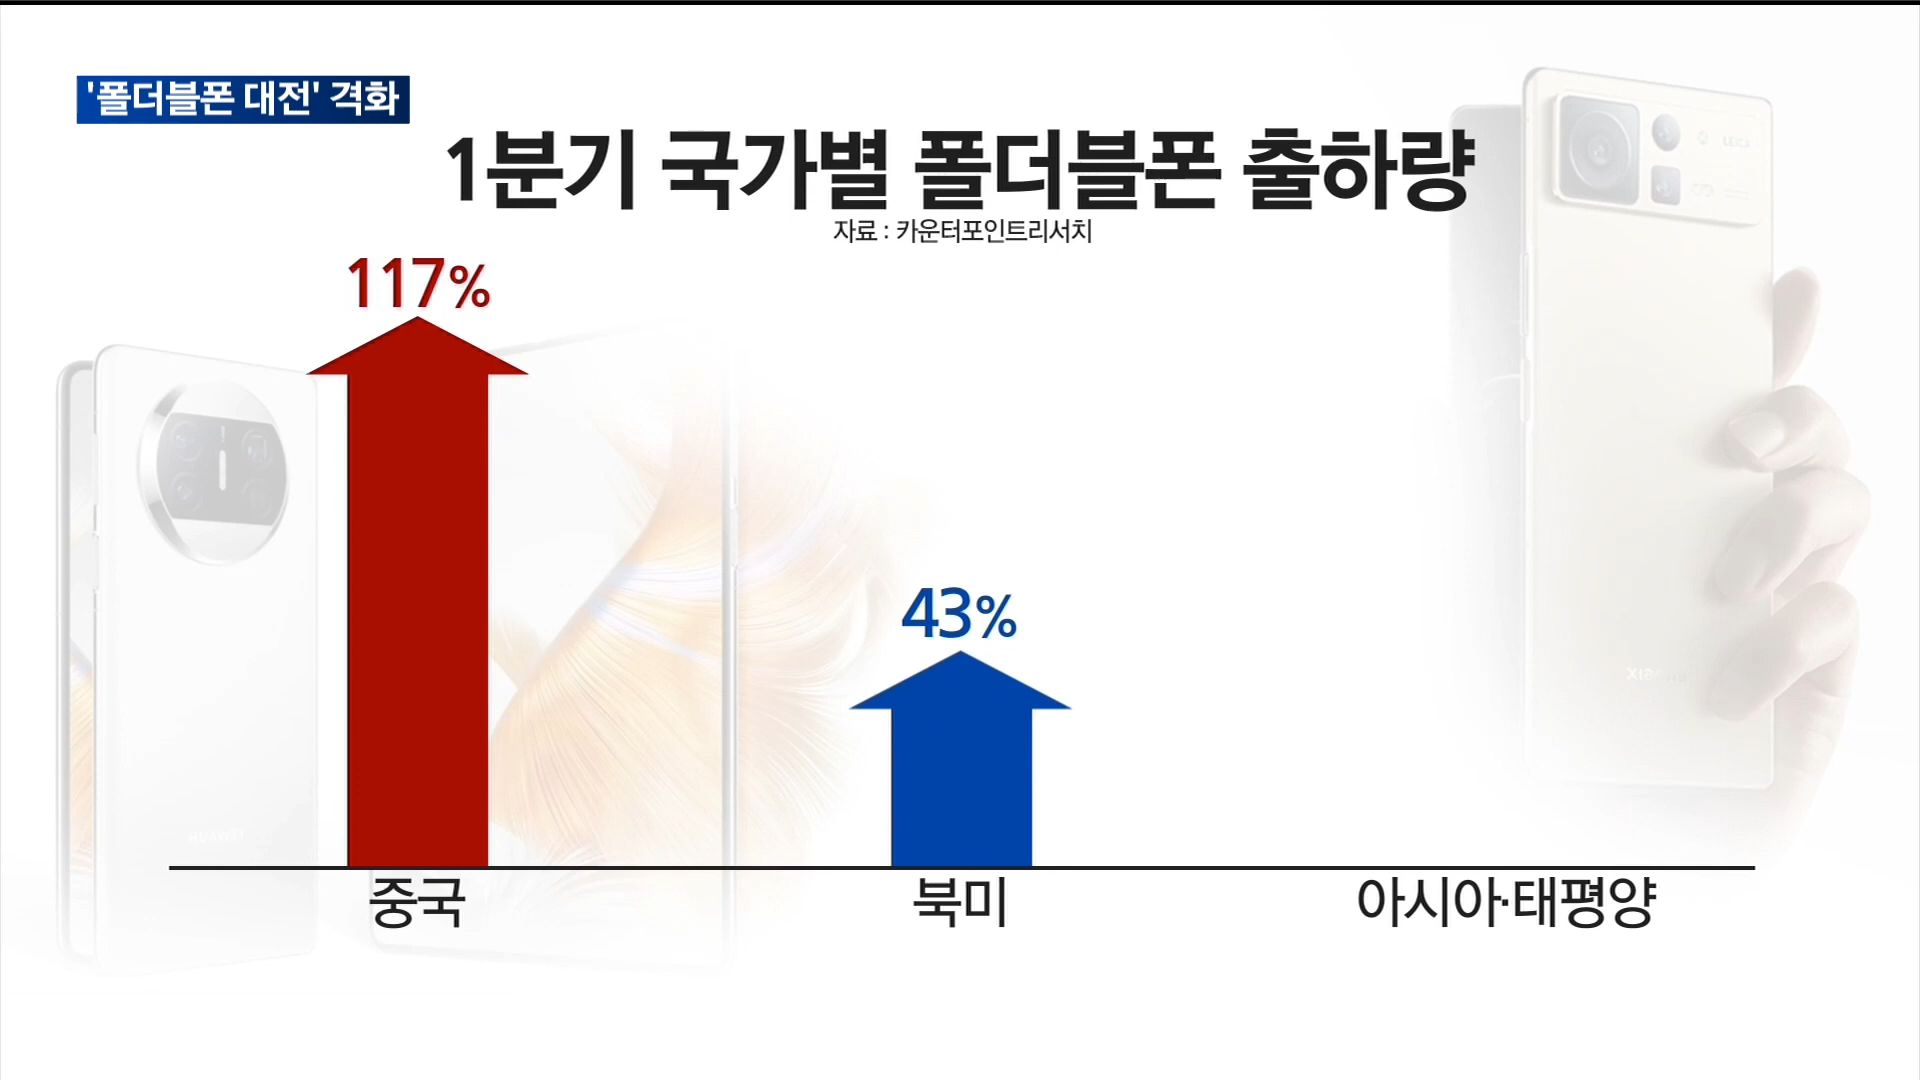 '폴더블폰 대전' 격화
1분기 국가별 폴더블폰 출하량
자료 : 카운터포인트리서치
117%
43%
중국
북미
아시아·태평양
LEICA